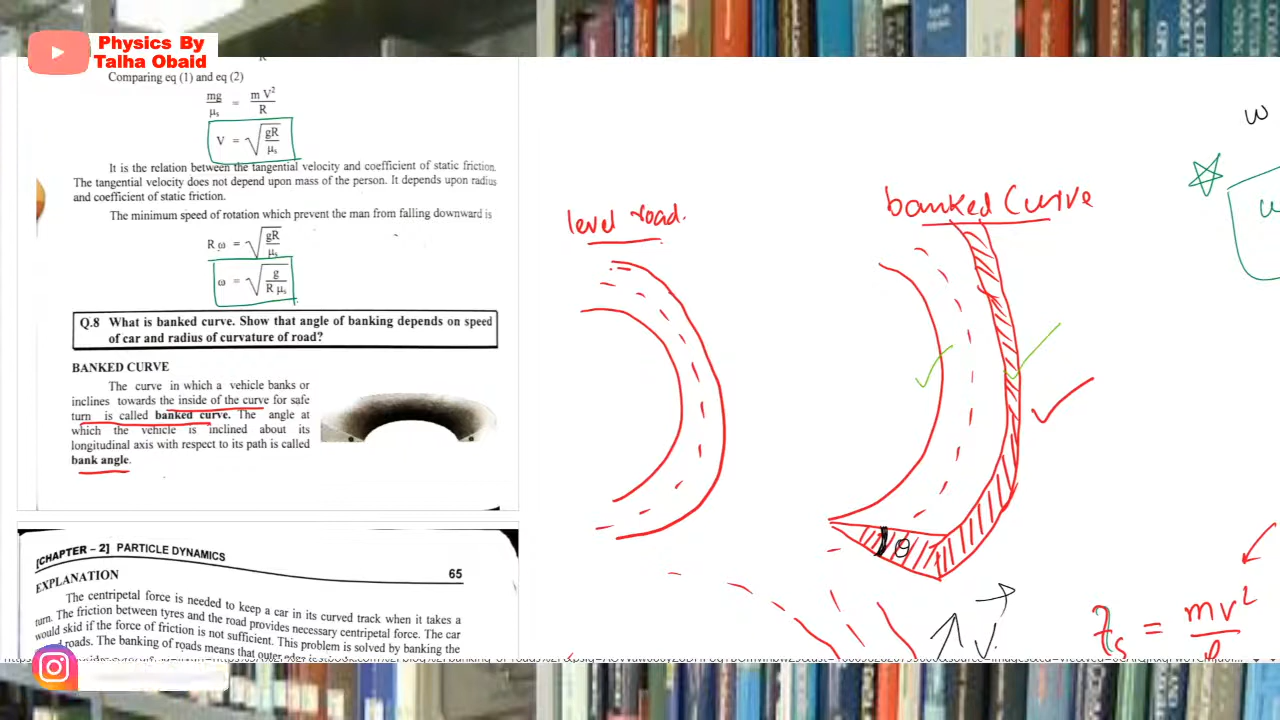 Physics By
Talha Obaid
Comparing eq (1) and eq (2)
mg/μs = m V²/R
V = √(gR/μs)
It is the relation between the tangential velocity and coefficient of static friction.
The tangential velocity does not depend upon mass of the person. It depends upon radius
and coefficient of static friction.
The minimum speed of rotation which prevent the man from falling downward is
R ω = √(gR/μs)
ω = √(g/R μs)
Q.8 What is banked curve. Show that angle of banking depends on speed
of car and radius of curvature of road?
BANKED CURVE
The curve in which a vehicle banks or
inclines towards the inside of the curve for safe
turn is called banked curve. The angle at
which the vehicle is inclined about its
longitudinal axis with respect to its path is called
bank angle.
[CHAPTER – 2] PARTICLE DYNAMICS
65
EXPLANATION
The centripetal force is needed to keep a car in its curved track when it takes a
turn. The friction between tyres and the road provides necessary centripetal force. The car
would skid if the force of friction is not sufficient. This problem is solved by banking the
roads. The banking of roads means that outer edge
level road.
banked Curve
θ
V
fs = mv²
ω